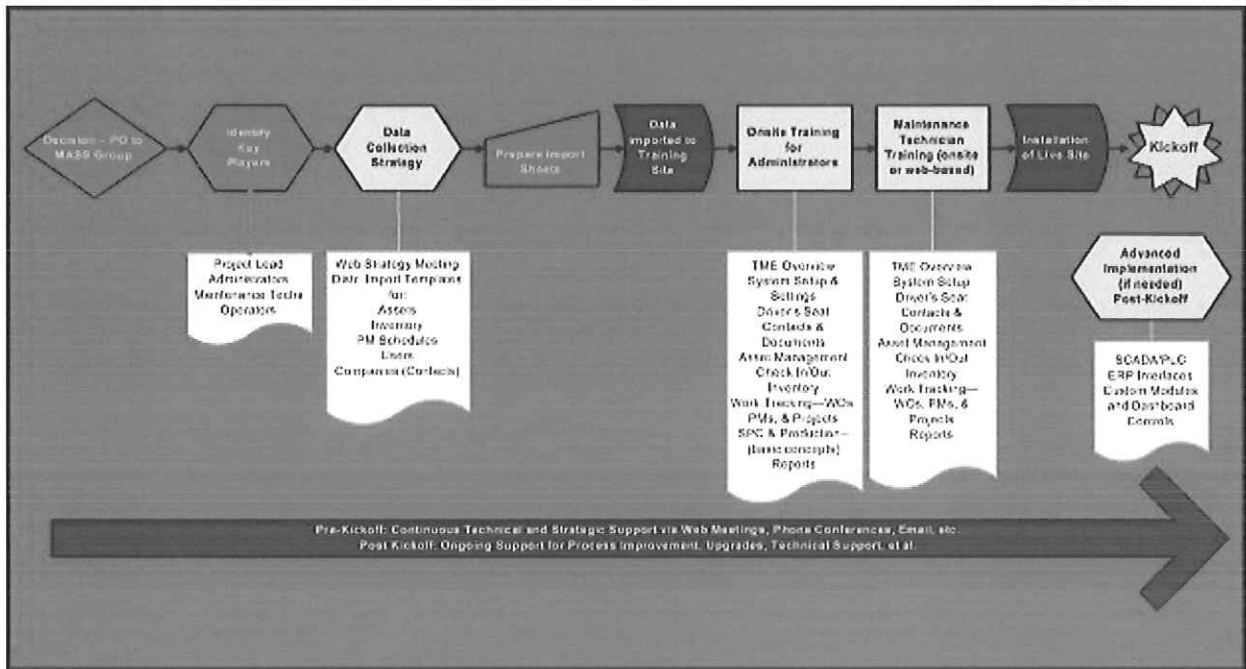 Decision – PO to
MASS Group
Identify
Key
Players
Data
Collection
Strategy
Prepare Import
Sheets
Data
imported to
Training
Site
Onsite Training
for
Administrators
Maintenance
Technician
Training (onsite
or web-based)
Installation
of Live Site
Kickoff
Project Lead
Administrators
Maintenance Techs
Operators
Web Strategy Meeting
Distr. Import Templates
for:
Assets
Inventory
PM Schedules
Users
Companies (Contacts)
TME Overview
System Setup &
Settings
Driver's Seat
Contacts &
Documents
Asset Management
Check In/Out
Inventory
Work Tracking—WOs
PMs, & Projects
SPC & Production—
(basic concepts)
Reports
TME Overview
System Setup
Driver's Seat
Contacts &
Documents
Asset Management
Check In/Out
Inventory
Work Tracking—
WOs, PMs, &
Projects
Reports
Advanced
Implementation
(if needed)
Post-Kickoff
SCADA/PLC
ERP Interfaces
Custom Modules
and Dashboard
Controls
Pre-Kickoff: Continuous Technical and Strategic Support via Web Meetings, Phone Conferences, Email, etc.
Post Kickoff: Ongoing Support for Process Improvement, Upgrades, Technical Support, et al.